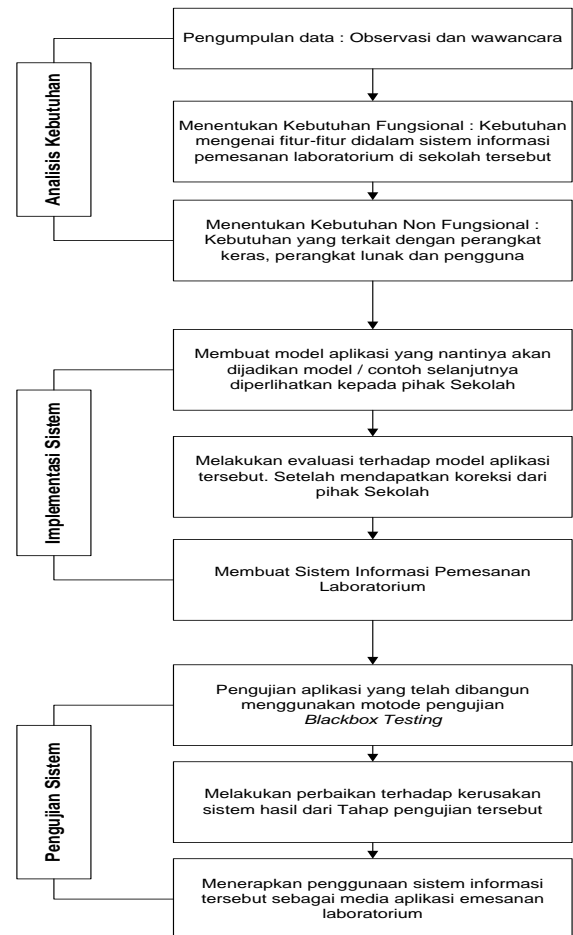 Analisis Kebutuhan
Pengumpulan data : Observasi dan wawancara
Menentukan Kebutuhan Fungsional : Kebutuhan
mengenai fitur-fitur didalam sistem informasi
pemesanan laboratorium di sekolah tersebut
Menentukan Kebutuhan Non Fungsional :
Kebutuhan yang terkait dengan perangkat
keras, perangkat lunak dan pengguna
Implementasi Sistem
Membuat model aplikasi yang nantinya akan
dijadikan model / contoh selanjutnya
diperlihatkan kepada pihak Sekolah
Melakukan evaluasi terhadap model aplikasi
tersebut. Setelah mendapatkan koreksi dari
pihak Sekolah
Membuat Sistem Informasi Pemesanan
Laboratorium
Pengujian Sistem
Pengujian aplikasi yang telah dibangun
menggunakan motode pengujian
Blackbox Testing
Melakukan perbaikan terhadap kerusakan
sistem hasil dari Tahap pengujian tersebut
Menerapkan penggunaan sistem informasi
tersebut sebagai media aplikasi emesanan
laboratorium